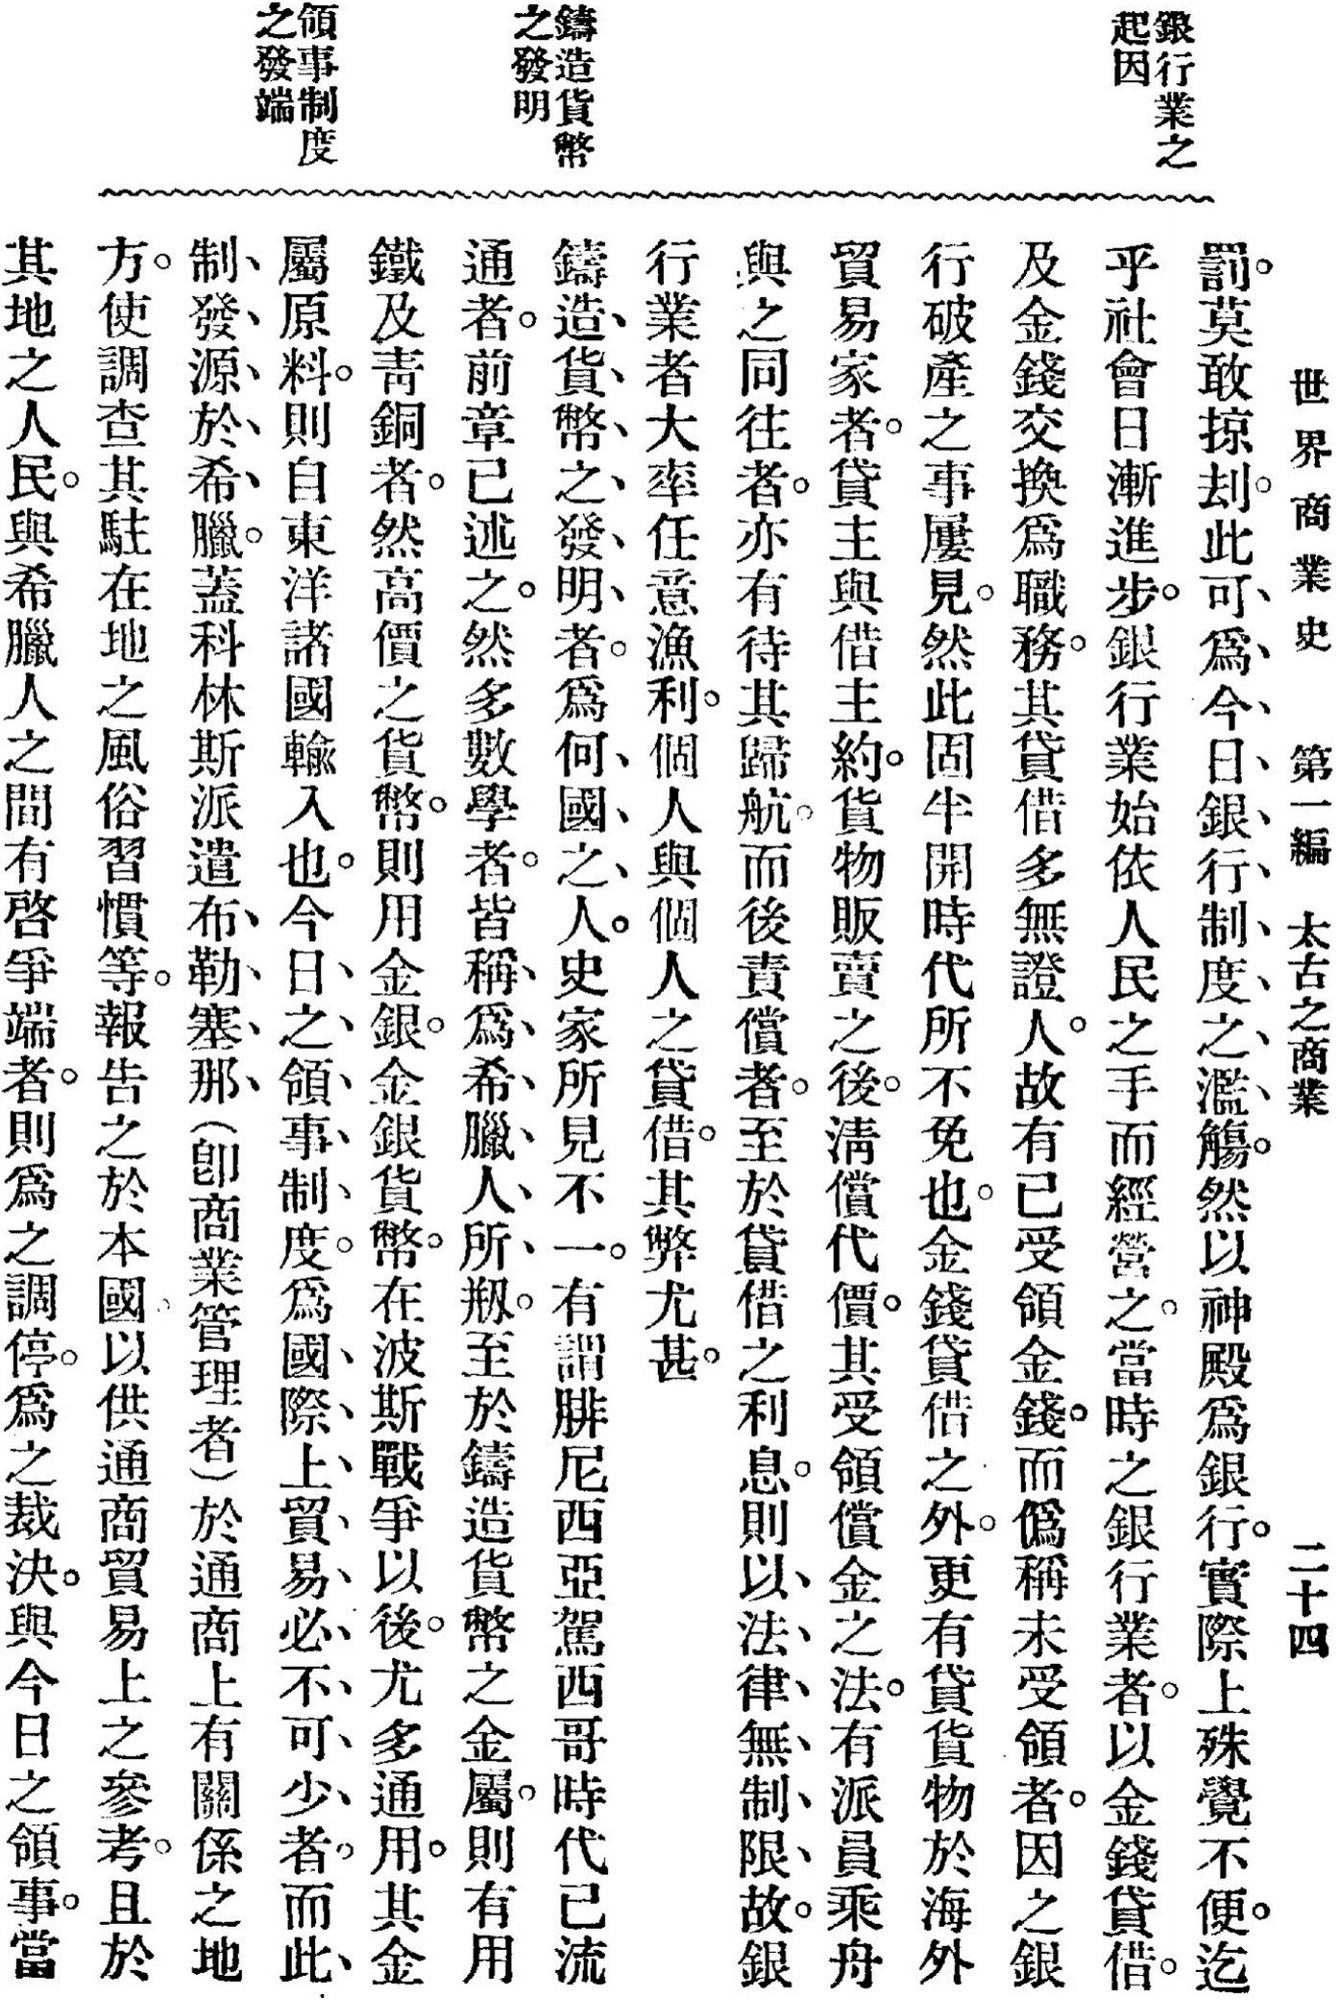 世界商業史　第一編　太古之商業　二十四
銀行業之
起因
鑄造貨幣
之發明
領事制度
之發端
罰。莫敢掠刦。此可、爲、今、日、銀、行、制、度、之、濫、觴。然以神殿爲銀行。實際上殊覺不便。迄
乎社會日漸進步。銀行業始依人民之手而經營之。當時之銀行業者。以金錢貸借。
及金錢交換爲職務。其貸借多無證人。故有已受領金錢。而僞稱未受領者。因之銀
行破產之事屢見。然此固半開時代所不免也。金錢貸借之外。更有貸貨物於海外
貿易家者。貸主與借主約。貨物販賣之後。淸償代價。其受領償金之法。有派員乘舟
與之同往者。亦有待其歸航。而後責償者。至於貸借之利息。則以、法、律、無、制、限、故。銀
行業者大率任意漁利。個人與個人之貸借。其弊尤甚。
鑄造、貨、幣、之、發、明、者。爲何、國、之、人。史家所見不一。有謂腓尼西亞駕西哥時代已流
通者。前章已述之。然多數學者。皆稱、爲、希、臘、人、所、剏。至於鑄造貨幣之金屬。則有用
鐵及靑銅者。然高價之貨幣。則用金銀。金銀貨幣。在波斯戰爭以後。尤多通用。其金
屬原料。則自東洋諸國輸入也。今日、之、領、事、制、度。爲國、際、上、貿、易、必、不、可、少、者。而此、
制、發、源、於、希、臘。蓋科林斯派遣布、勒、塞、那、（卽商業管理者）於通商上有關係之地
方。使調查其駐在地之風俗習慣等。報告之於本國。以供通商貿易上之參考。且於
其地之人民。與希臘人之間有啓爭端者。則爲之調停。爲之裁決。與今日之領事。當